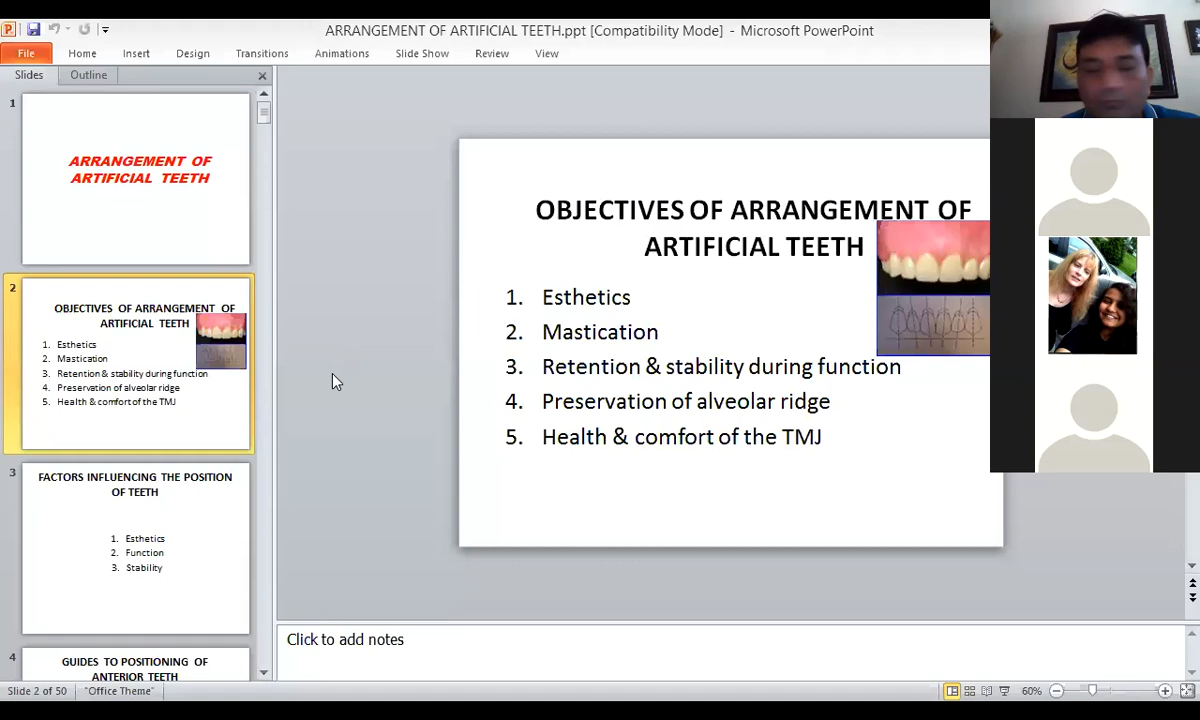 ARRANGEMENT OF ARTIFICIAL TEETH.ppt [Compatibility Mode] - Microsoft PowerPoint
File Home Insert Design Transitions Animations Slide Show Review View
Slides Outline
1
ARRANGEMENT OF
ARTIFICIAL TEETH
2
OBJECTIVES OF ARRANGEMENT OF
ARTIFICIAL TEETH
1. Esthetics
2. Mastication
3. Retention & stability during function
4. Preservation of alveolar ridge
5. Health & comfort of the TMJ
3
FACTORS INFLUENCING THE POSITION
OF TEETH
1. Esthetics
2. Function
3. Stability
4
GUIDES TO POSITIONING OF
ANTERIOR TEETH
OBJECTIVES OF ARRANGEMENT OF
ARTIFICIAL TEETH
1. Esthetics
2. Mastication
3. Retention & stability during function
4. Preservation of alveolar ridge
5. Health & comfort of the TMJ
Click to add notes
Slide 2 of 50 "Office Theme" 60%